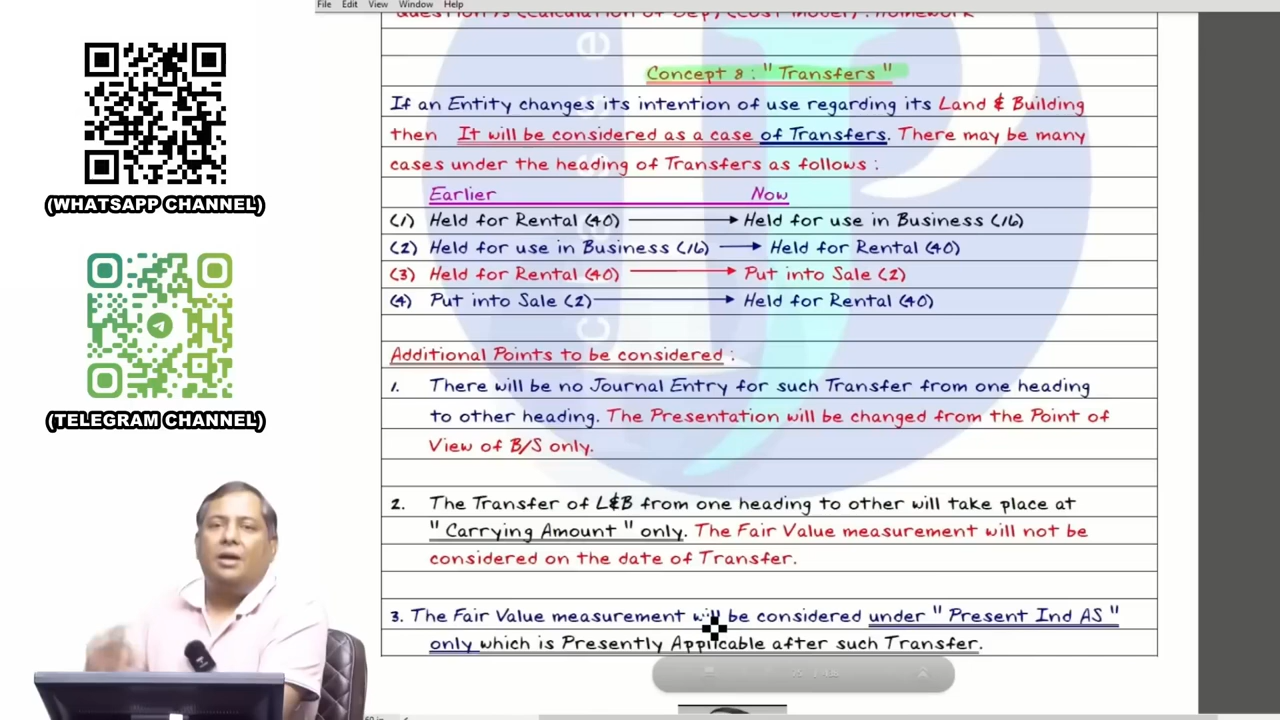 File Edit View Window Help
Question 13 (Calculation of Dep) (Cost Model) : Homework
Concept 8 : " Transfers "
If an Entity changes its intention of use regarding its Land & Building
then It will be considered as a case of Transfers. There may be many
cases under the heading of Transfers as follows :
Earlier Now
(1) Held for Rental (40) → Held for use in Business (16)
(2) Held for use in Business (16) → Held for Rental (40)
(3) Held for Rental (40) → Put into Sale (2)
(4) Put into Sale (2) → Held for Rental (40)
Additional Points to be considered :
1. There will be no Journal Entry for such Transfer from one heading
to other heading. The Presentation will be changed from the Point of
View of B/S only.
2. The Transfer of L&B from one heading to other will take place at
" Carrying Amount " only. The Fair Value measurement will not be
considered on the date of Transfer.
3. The Fair Value measurement will be considered under " Present Ind AS "
only which is Presently Applicable after such Transfer.
(WHATSAPP CHANNEL)
(TELEGRAM CHANNEL)